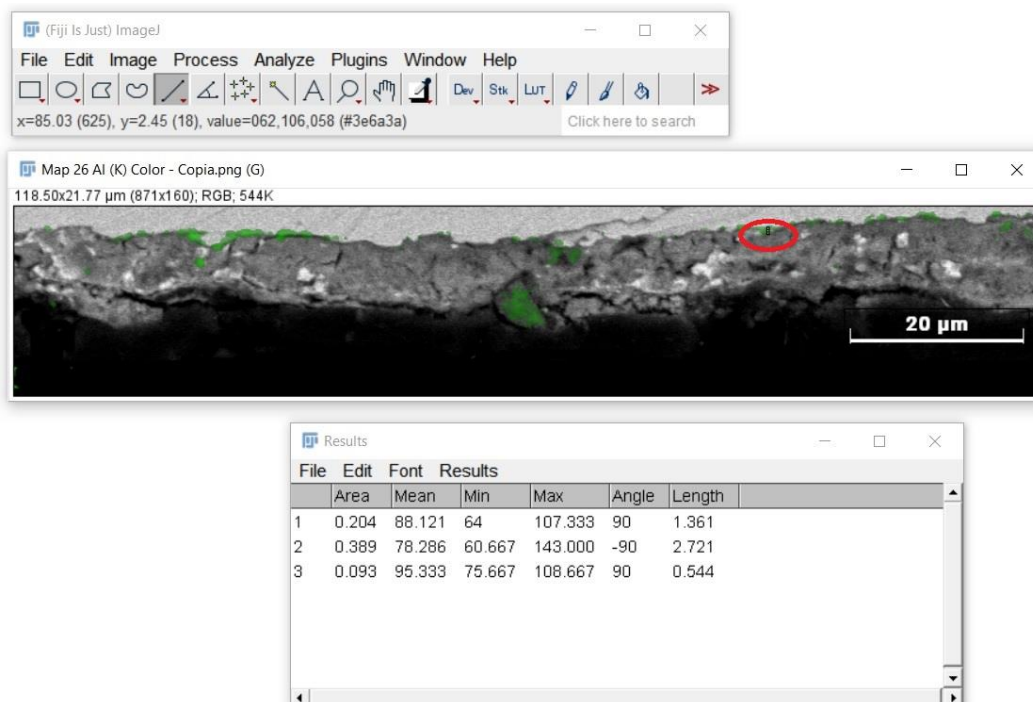 (Fiji Is Just) ImageJ
File Edit Image Process Analyze Plugins Window Help
Dev Stk LUT
x=85.03 (625), y=2.45 (18), value=062,106,058 (#3e6a3a)
Click here to search
Map 26 Al (K) Color - Copia.png (G)
118.50x21.77 µm (871x160); RGB; 544K
20 µm
Results
File Edit Font Results
Area Mean Min Max Angle Length
1 0.204 88.121 64 107.333 90 1.361
2 0.389 78.286 60.667 143.000 -90 2.721
3 0.093 95.333 75.667 108.667 90 0.544